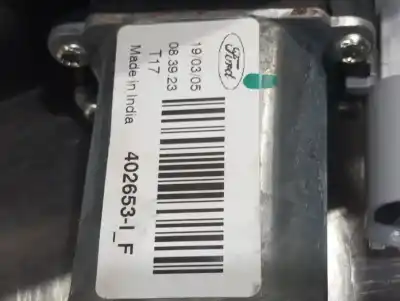 Ford
19/03/05
08.39.23
T17
Made in India
402653-I_F